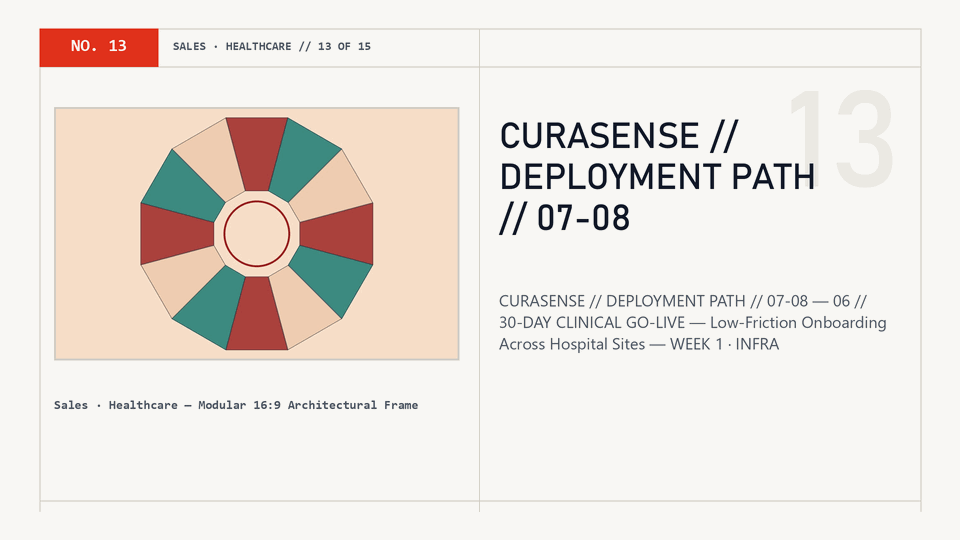 NO. 13
SALES · HEALTHCARE // 13 OF 15
13
CURASENSE //
DEPLOYMENT PATH
// 07-08
CURASENSE // DEPLOYMENT PATH // 07-08 — 06 //
30-DAY CLINICAL GO-LIVE — Low-Friction Onboarding
Across Hospital Sites — WEEK 1 · INFRA
Sales · Healthcare — Modular 16:9 Architectural Frame